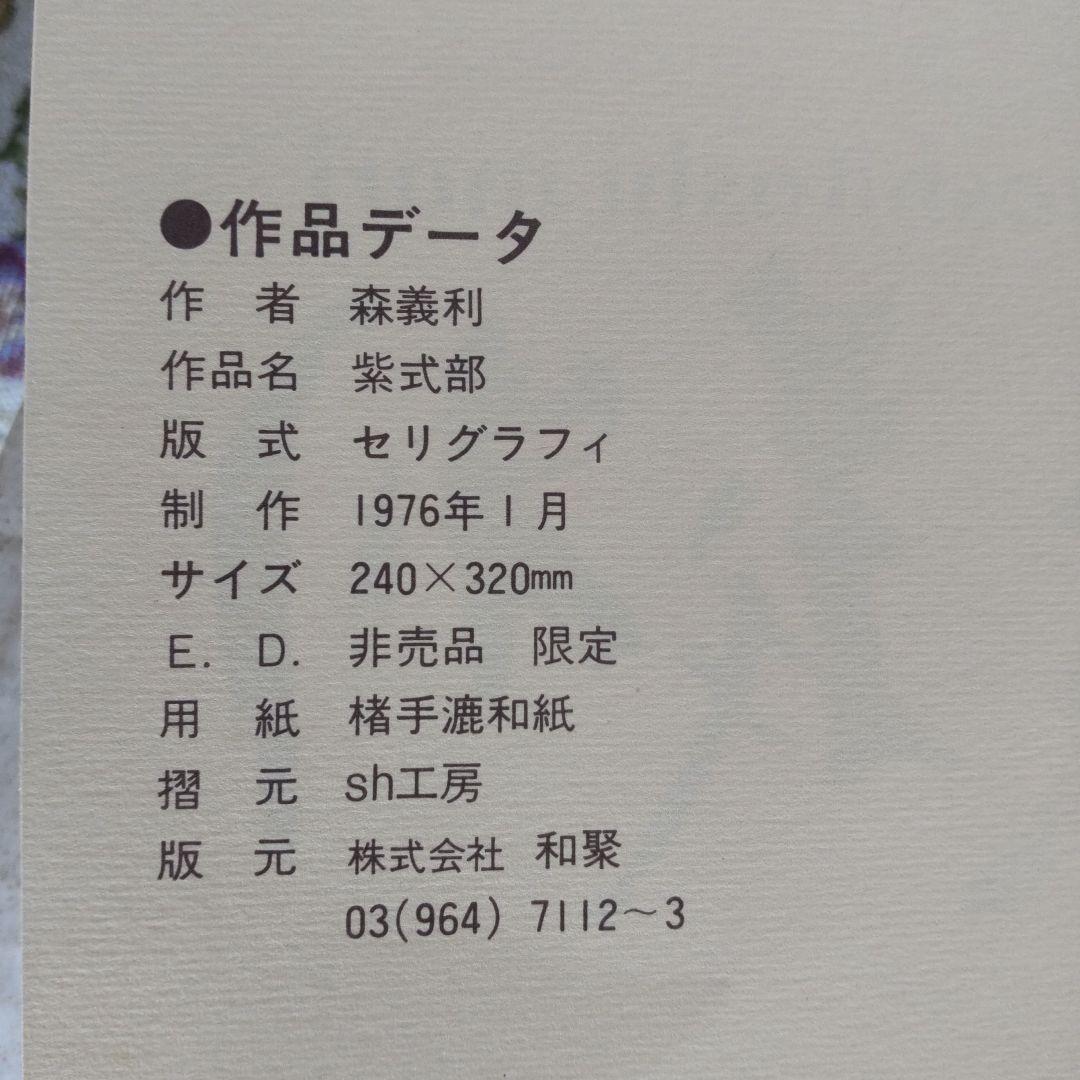 ●作品データ
作　者　森義利
作品名　紫式部
版　式　セリグラフィ
制　作　1976年1月
サイズ　240×320mm
E. D.　非売品　限定
用　紙　楮手漉和紙
摺　元　sh工房
版　元　株式会社 和聚
03(964) 7112〜3